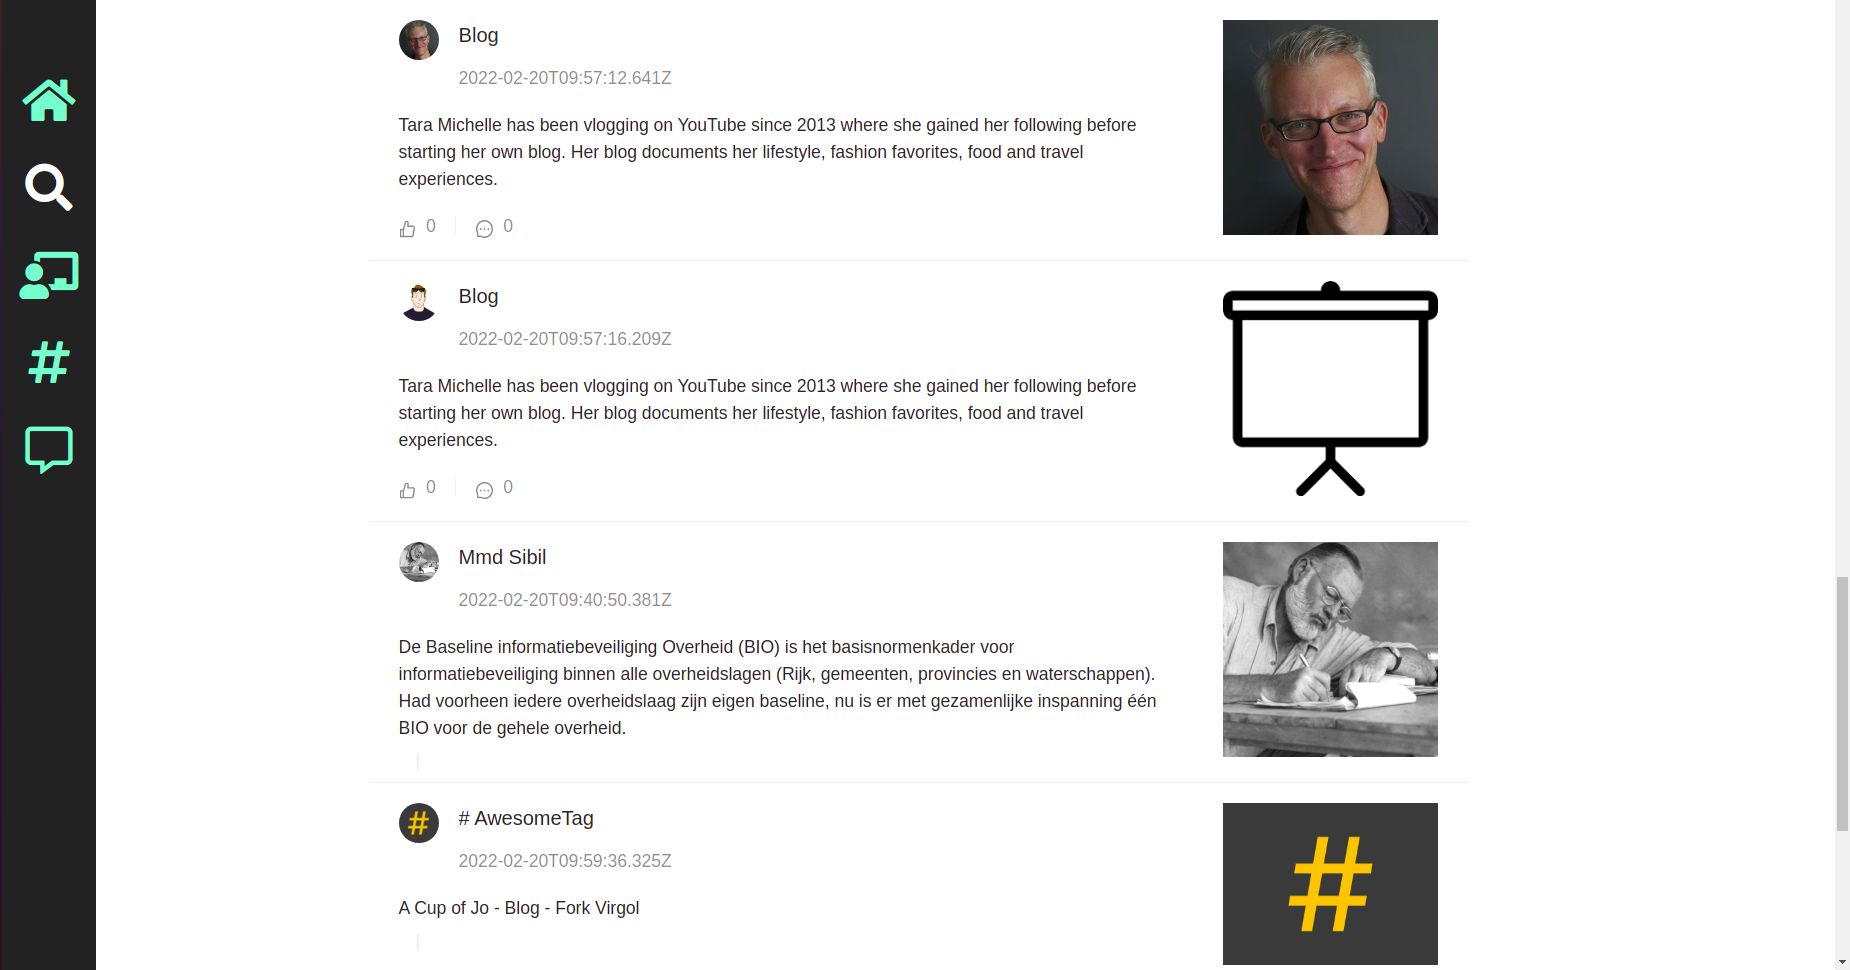 Blog
2022-02-20T09:57:12.641Z
Tara Michelle has been vlogging on YouTube since 2013 where she gained her following before
starting her own blog. Her blog documents her lifestyle, fashion favorites, food and travel
experiences.
0 0
Blog
2022-02-20T09:57:16.209Z
Tara Michelle has been vlogging on YouTube since 2013 where she gained her following before
starting her own blog. Her blog documents her lifestyle, fashion favorites, food and travel
experiences.
0 0
Mmd Sibil
2022-02-20T09:40:50.381Z
De Baseline informatiebeveiliging Overheid (BIO) is het basisnormenkader voor
informatiebeveiliging binnen alle overheidslagen (Rijk, gemeenten, provincies en waterschappen).
Had voorheen iedere overheidslaag zijn eigen baseline, nu is er met gezamenlijke inspanning één
BIO voor de gehele overheid.
# AwesomeTag
2022-02-20T09:59:36.325Z
A Cup of Jo - Blog - Fork Virgol